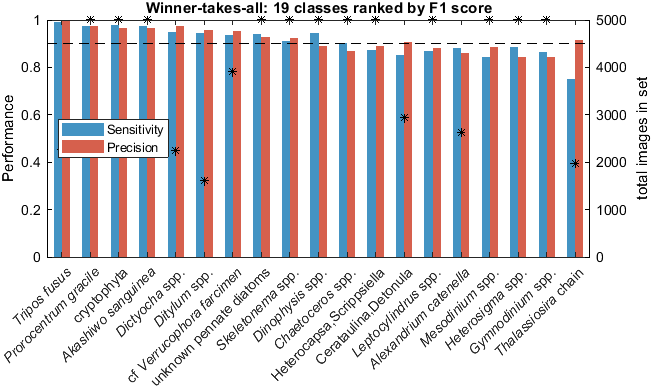 Winner-takes-all: 19 classes ranked by F1 score
Performance
1
0.8
0.6
0.4
0.2
0
Sensitivity
Precision
5000
4000
3000
2000
1000
0
total images in set
Tripos fusus
Prorocentrum gracile
cryptophyta
Akashiwo sanguinea
Dictyocha spp.
Ditylum spp.
cf Verrucophora farcimen
unknown pennate diatoms
Skeletonema spp.
Dinophysis spp.
Chaetoceros spp.
Heterocapsa,Scrippsiella
Cerataulina,Detonula
Leptocylindrus spp.
Alexandrium catenella
Mesodinium spp.
Heterosigma spp.
Gymnodinium spp.
Thalassiosira chain